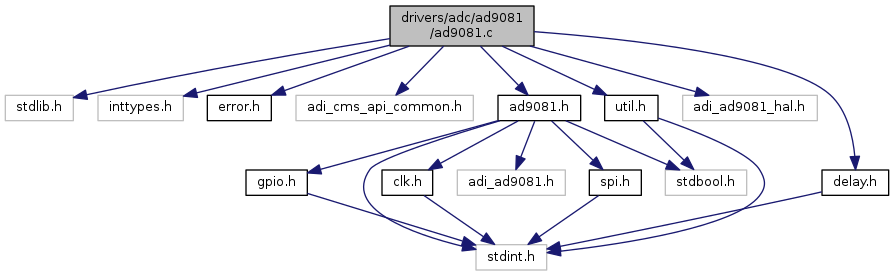 drivers/adc/ad9081
/ad9081.c
stdlib.h
inttypes.h
error.h
adi_cms_api_common.h
ad9081.h
util.h
adi_ad9081_hal.h
gpio.h
clk.h
adi_ad9081.h
spi.h
stdbool.h
delay.h
stdint.h